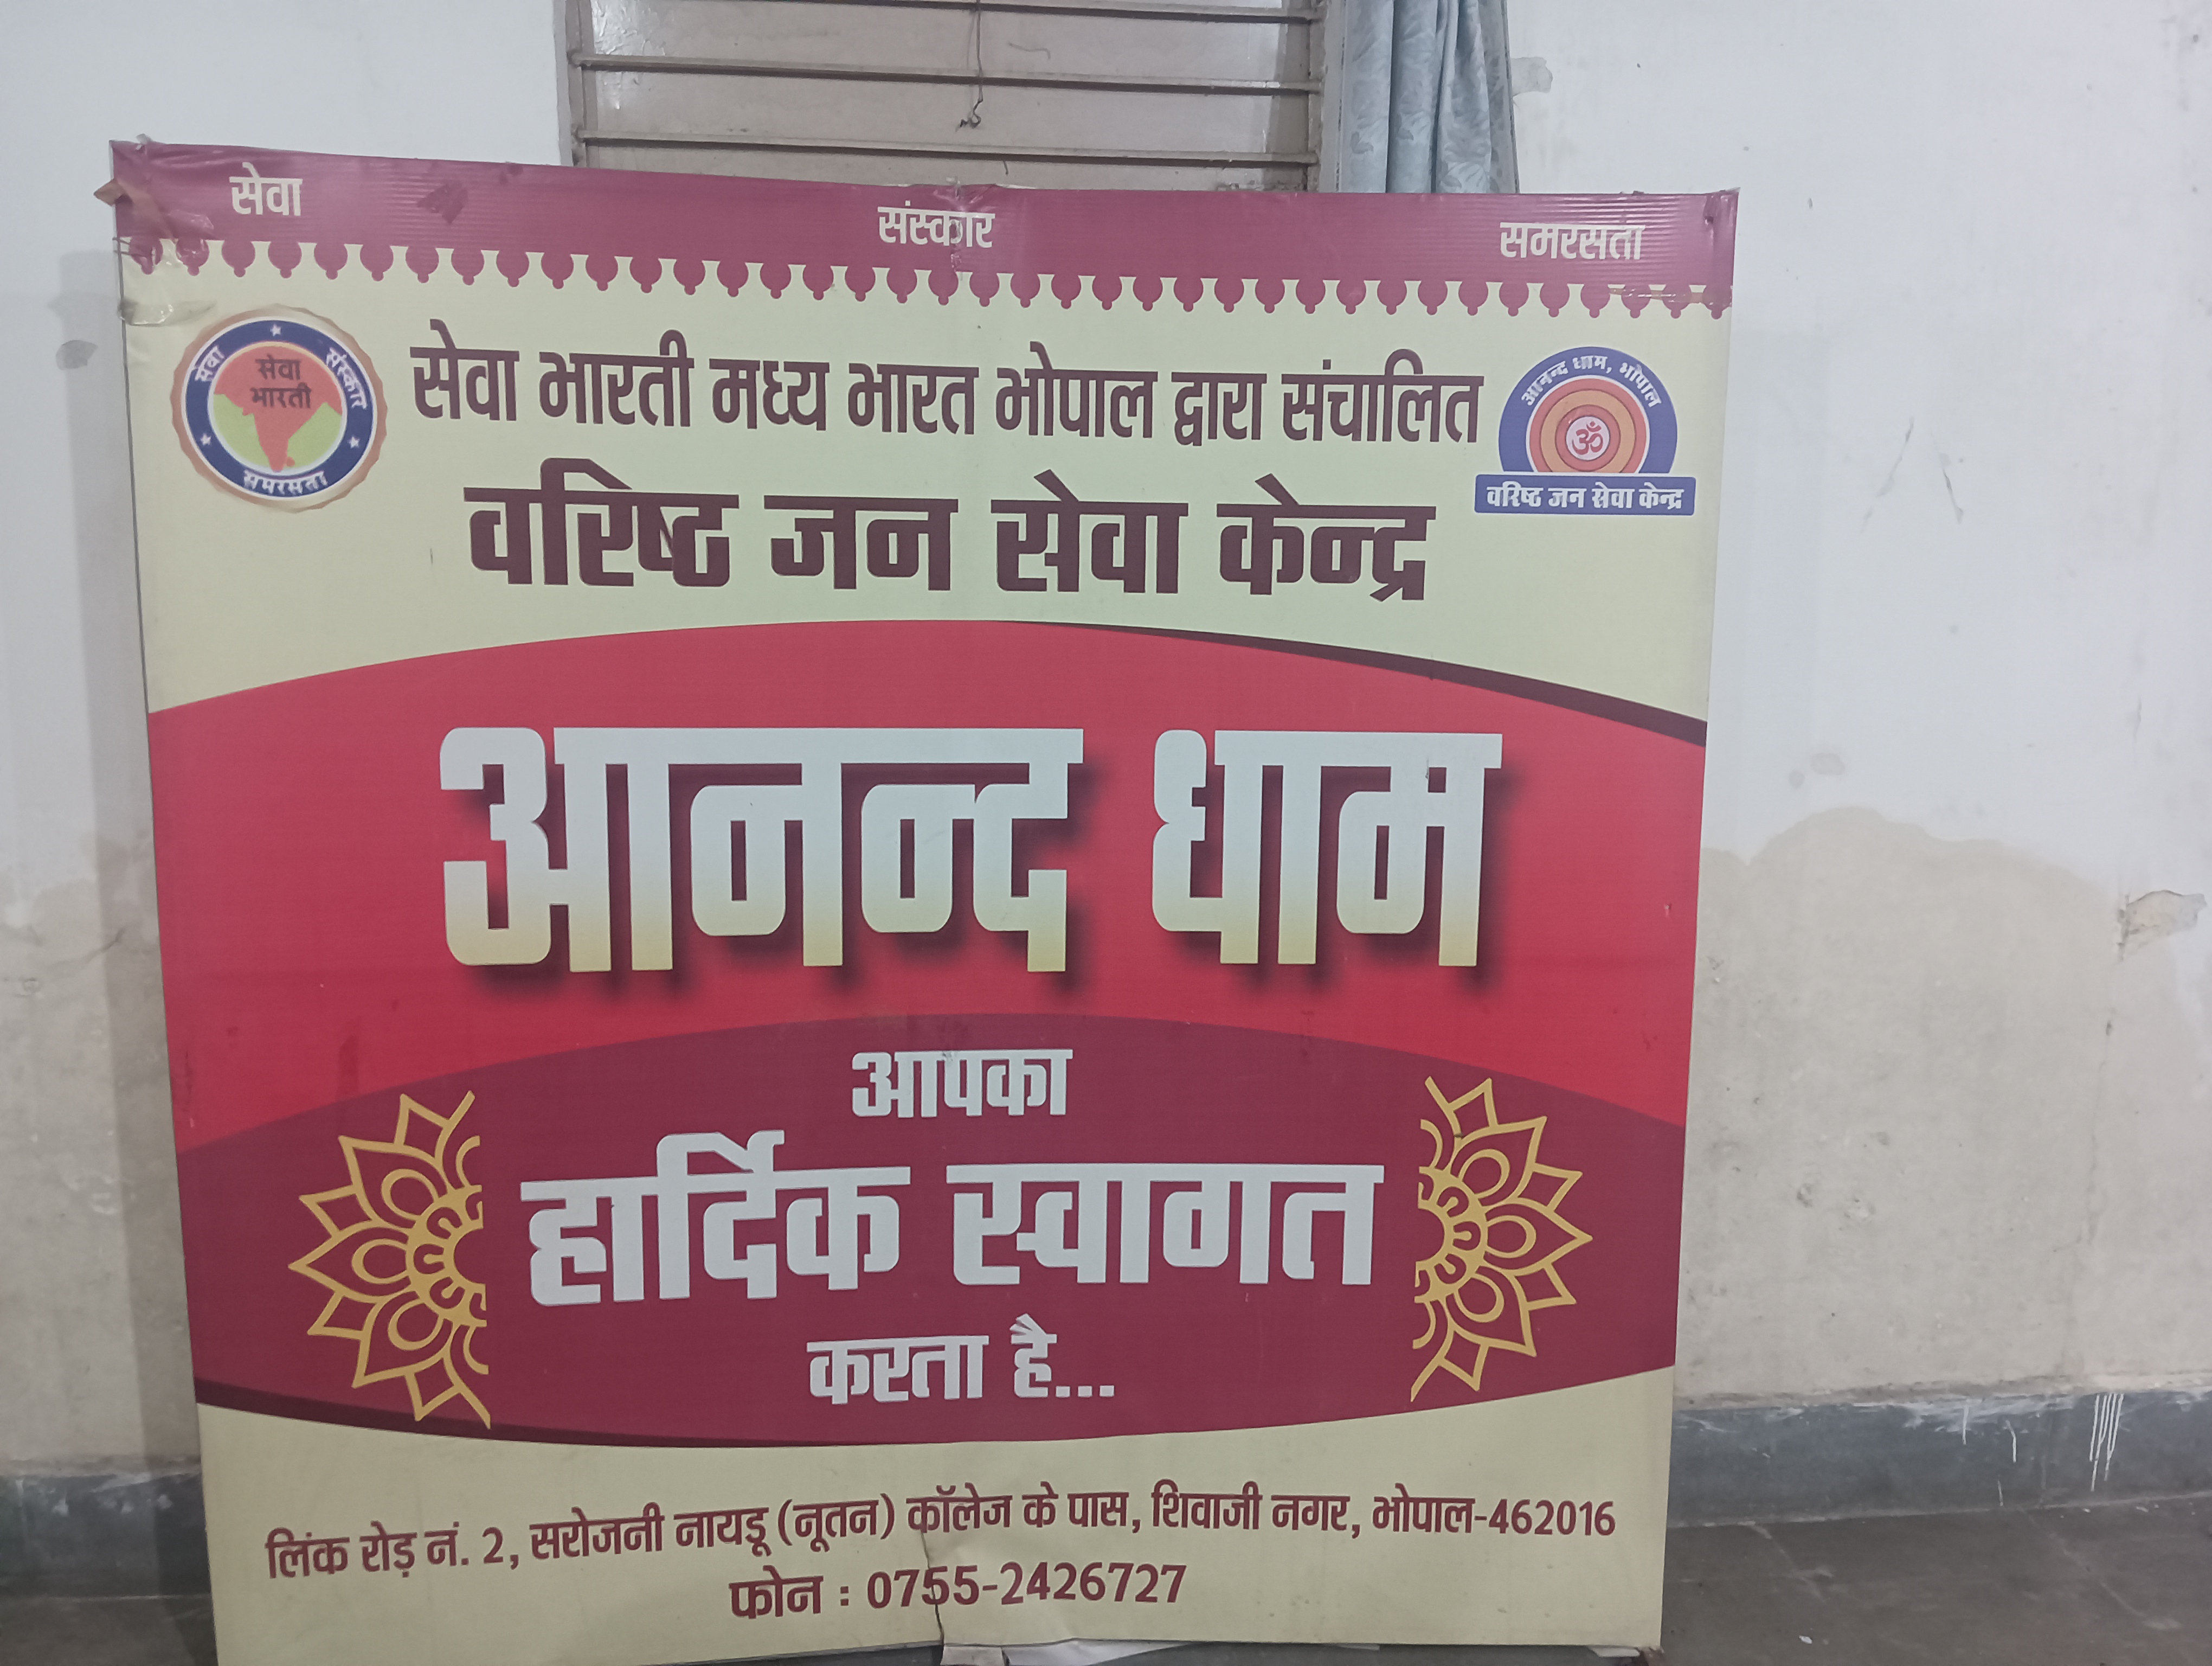 सेवा संस्कार समरसता
सेवा भारती
सेवा संस्कार समरसता
सेवा भारती मध्य भारत भोपाल द्वारा संचालित
आनन्द धाम, भोपाल
ॐ
वरिष्ठ जन सेवा केन्द्र
वरिष्ठ जन सेवा केन्द्र
आनन्द धाम
आपका
हार्दिक स्वागत
करता है...
लिंक रोड़ नं. 2, सरोजनी नायडू (नूतन) कॉलेज के पास, शिवाजी नगर, भोपाल-462016
फोन : 0755-2426727